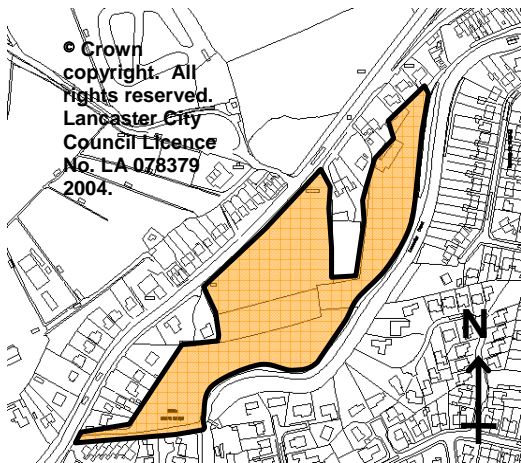 © Crown
copyright. All
rights reserved.
Lancaster City
Council Licence
No. LA 078379
2004.
N